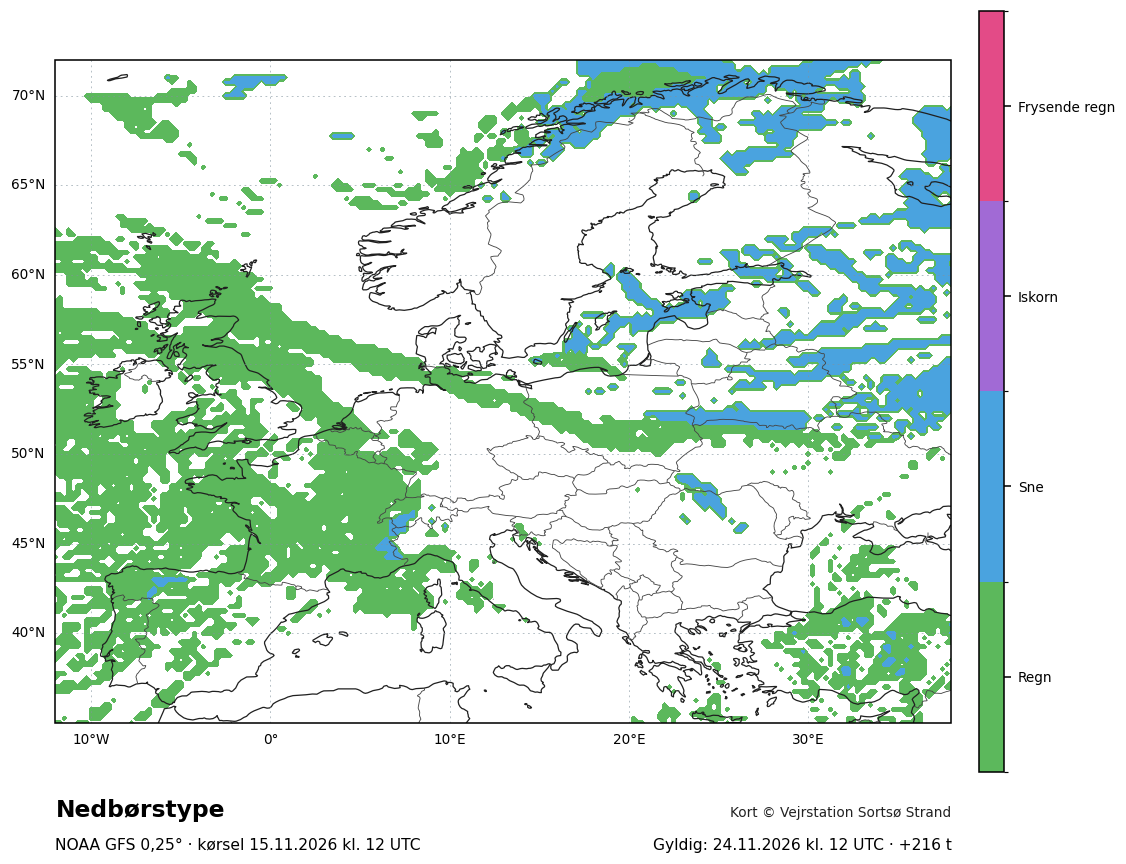 70°N
65°N
60°N
55°N
50°N
45°N
40°N
10°W
0°
10°E
20°E
30°E
Frysende regn
Iskorn
Sne
Regn
Nedbørstype
Kort © Vejrstation Sortsø Strand
NOAA GFS 0,25° · kørsel 15.11.2026 kl. 12 UTC
Gyldig: 24.11.2026 kl. 12 UTC · +216 t